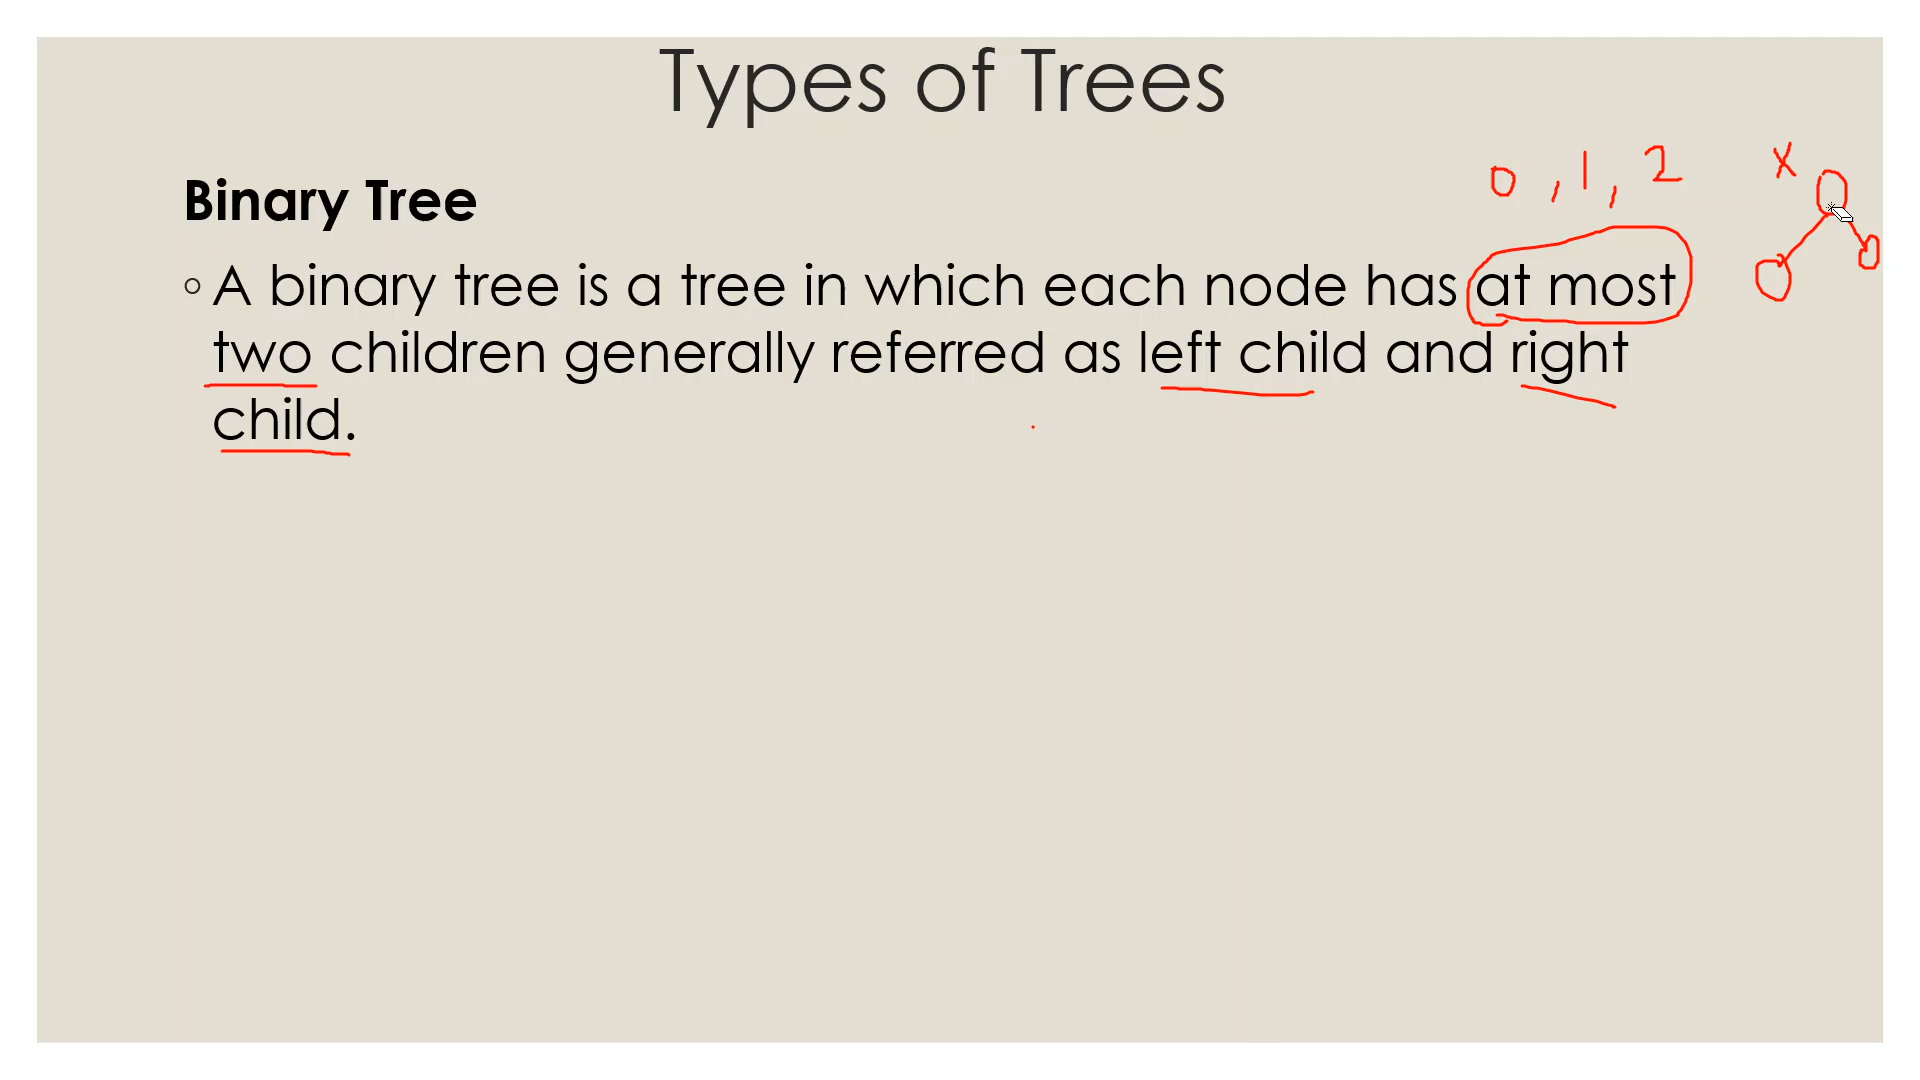 Types of Trees
0 , 1 , 2 X
Binary Tree
◦ A binary tree is a tree in which each node has at most
two children generally referred as left child and right
child.